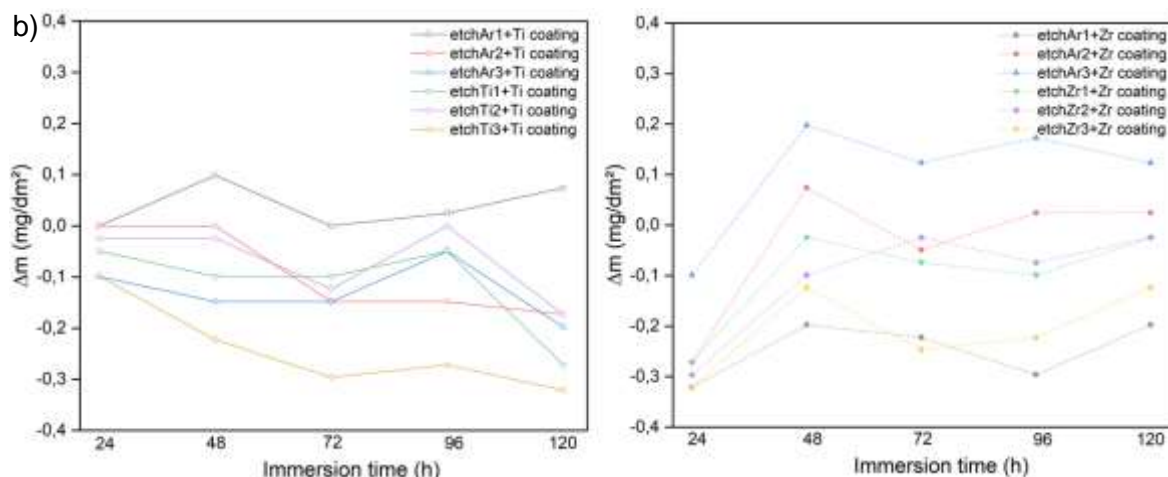 b)
0,4
0,3
0,2
0,1
0,0
-0,1
-0,2
-0,3
-0,4
Δm (mg/dm²)
etchAr1+Ti coating
etchAr2+Ti coating
etchAr3+Ti coating
etchTi1+Ti coating
etchTi2+Ti coating
etchTi3+Ti coating
24 48 72 96 120
Immersion time (h)
0,4
0,3
0,2
0,1
0,0
-0,1
-0,2
-0,3
-0,4
Δm (mg/dm²)
etchAr1+Zr coating
etchAr2+Zr coating
etchAr3+Zr coating
etchZr1+Zr coating
etchZr2+Zr coating
etchZr3+Zr coating
24 48 72 96 120
Immersion time (h)